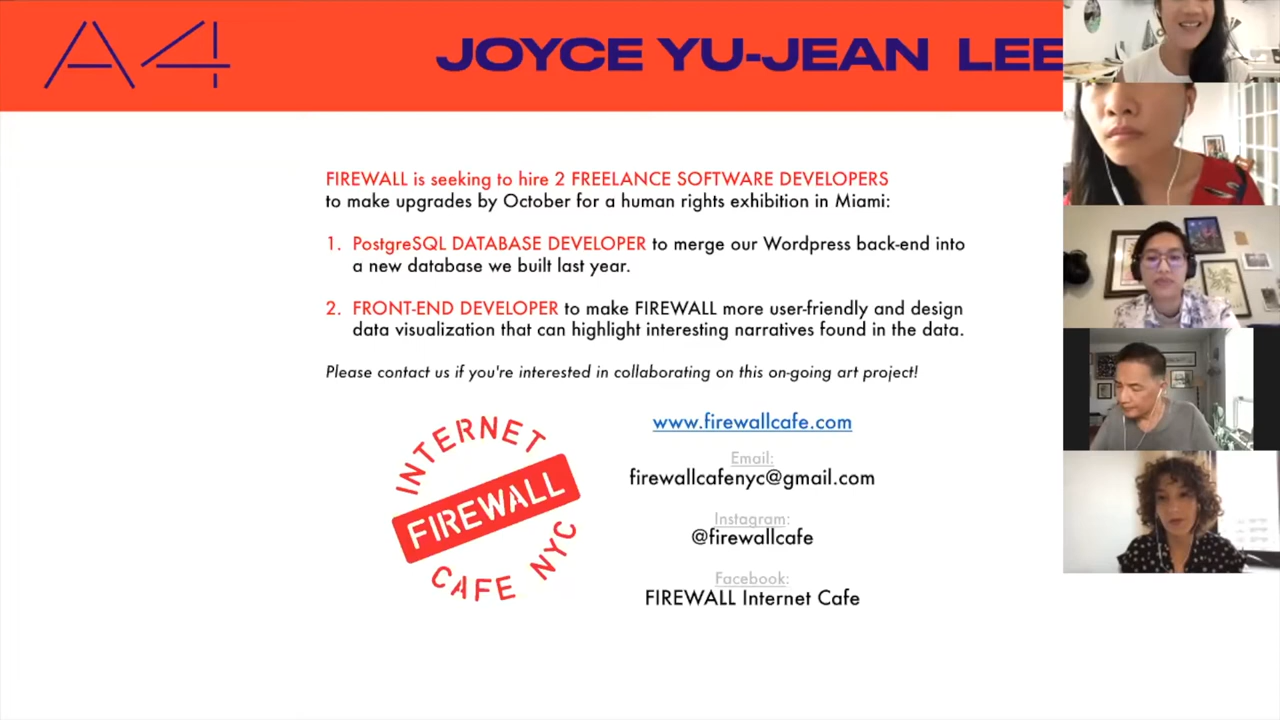 A4
JOYCE YU-JEAN LEE
FIREWALL is seeking to hire 2 FREELANCE SOFTWARE DEVELOPERS
to make upgrades by October for a human rights exhibition in Miami:
1. PostgreSQL DATABASE DEVELOPER to merge our Wordpress back-end into
a new database we built last year.
2. FRONT-END DEVELOPER to make FIREWALL more user-friendly and design
data visualization that can highlight interesting narratives found in the data.
Please contact us if you're interested in collaborating on this on-going art project!
INTERNET
FIREWALL
CAFE NYC
www.firewallcafe.com
Email:
firewallcafenyc@gmail.com
Instagram:
@firewallcafe
Facebook:
FIREWALL Internet Cafe